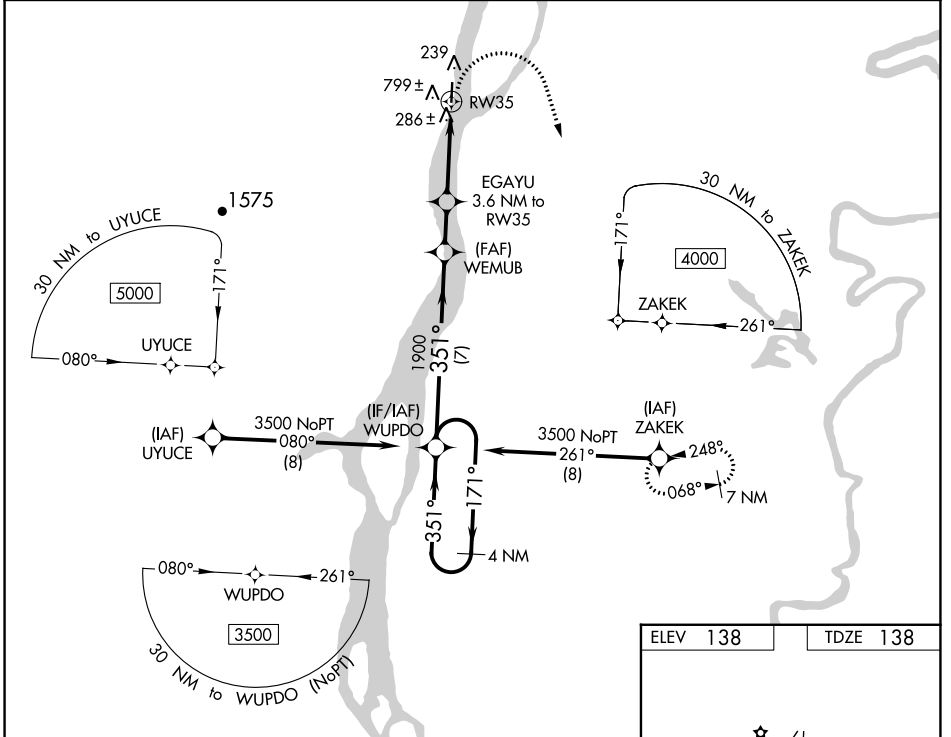 239
799 ±
RW35
286 ±
EGAYU
3.6 NM to
RW35
(FAF)
WEMUB
1575
30 NM to UYUCE
5000
171°
UYUCE
080°
30 NM to ZAKEK
171°
4000
ZAKEK
261°
1900
351°
(7)
(IF/IAF)
WUPDO
(IAF)
UYUCE
3500 NoPT
080°
(8)
3500 NoPT
261°
(8)
(IAF)
ZAKEK
248°
068°
7 NM
351°
171°
4 NM
080°
261°
WUPDO
3500
30 NM to WUPDO (NoPT)
ELEV 138
TDZE 138